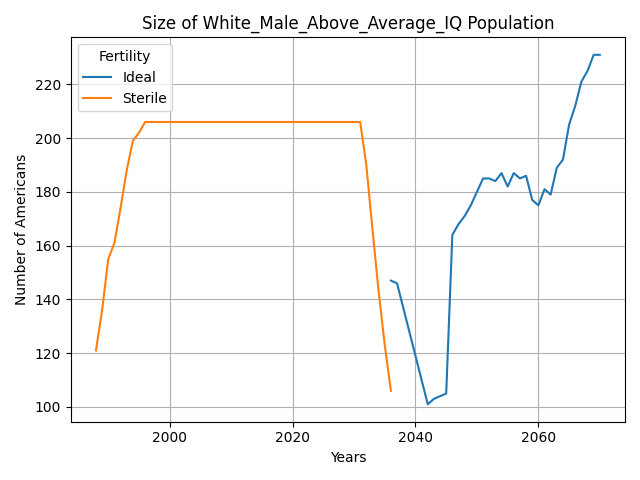 Size of White_Male_Above_Average_IQ Population
Fertility
Ideal
Sterile
Number of Americans
220
200
180
160
140
120
100
2000
2020
2040
2060
Years